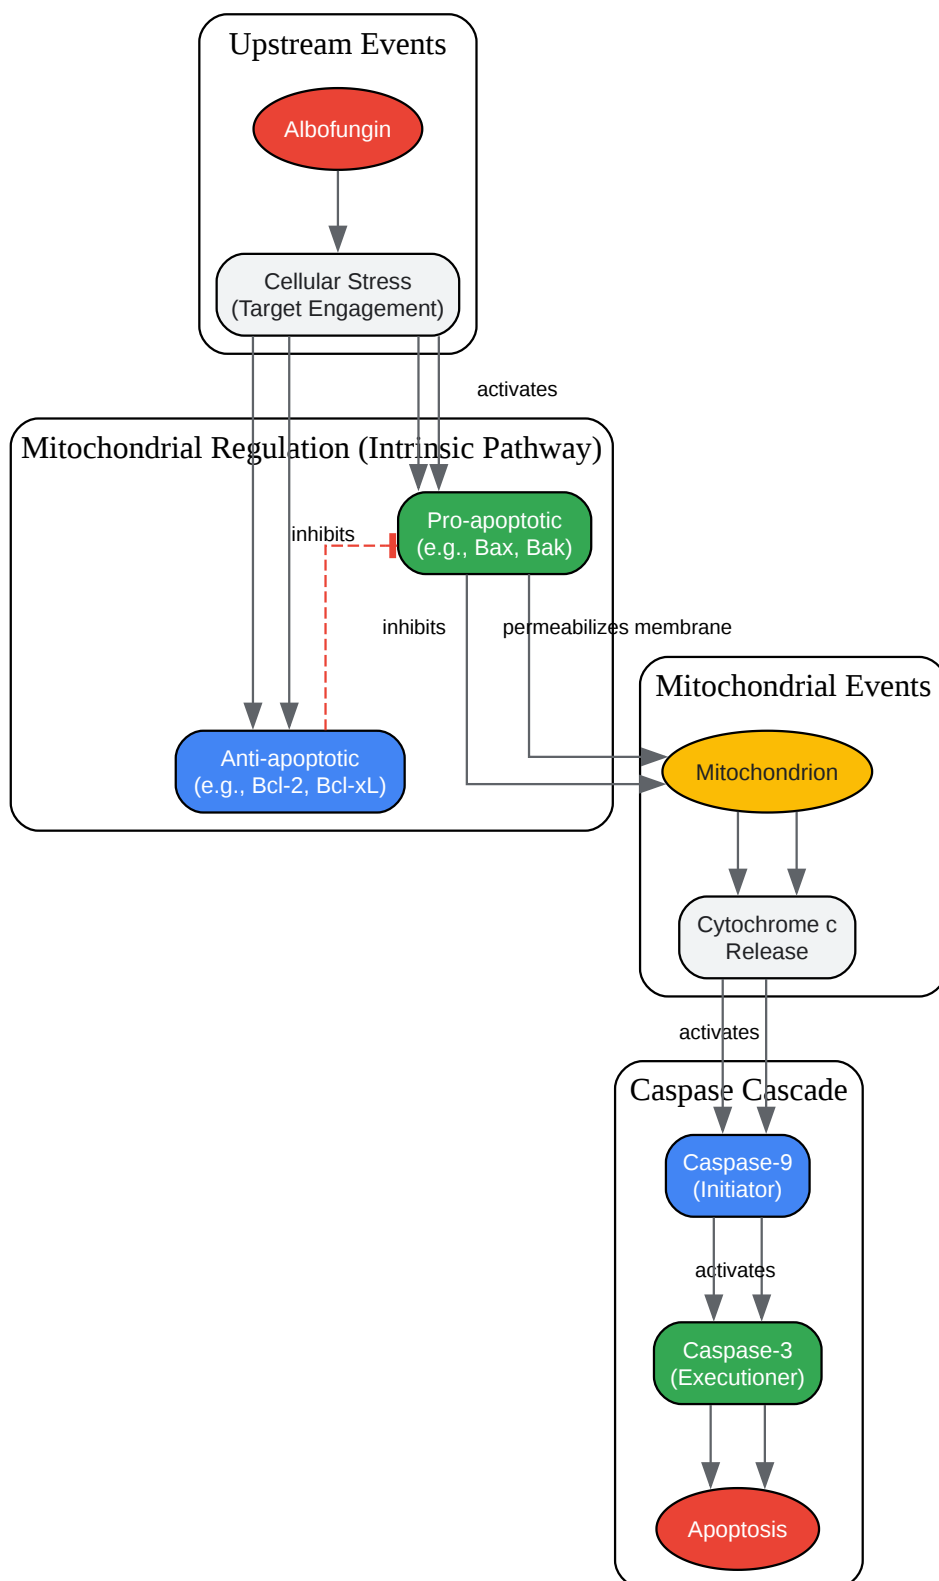 Upstream Events
Albofungin
Cellular Stress
(Target Engagement)
activates
Mitochondrial Regulation (Intrinsic Pathway)
Pro-apoptotic
(e.g., Bax, Bak)
inhibits
inhibits
permeabilizes membrane
Mitochondrial Events
Anti-apoptotic
(e.g., Bcl-2, Bcl-xL)
Mitochondrion
Cytochrome c
Release
activates
Caspase Cascade
Caspase-9
(Initiator)
activates
Caspase-3
(Executioner)
Apoptosis